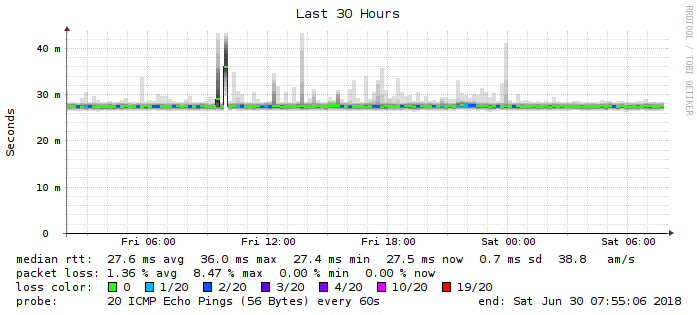 Last 30 Hours
RRDTOOL / TOBI OETIKER
Seconds
40 m
30 m
20 m
10 m
0
Fri 06:00 Fri 12:00 Fri 18:00 Sat 00:00 Sat 06:00
median rtt: 27.6 ms avg 36.0 ms max 27.4 ms min 27.5 ms now 0.7 ms sd 38.8 am/s
packet loss: 1.36 % avg 8.47 % max 0.00 % min 0.00 % now
loss color: 0 1/20 2/20 3/20 4/20 10/20 19/20
probe: 20 ICMP Echo Pings (56 Bytes) every 60s end: Sat Jun 30 07:55:06 2018